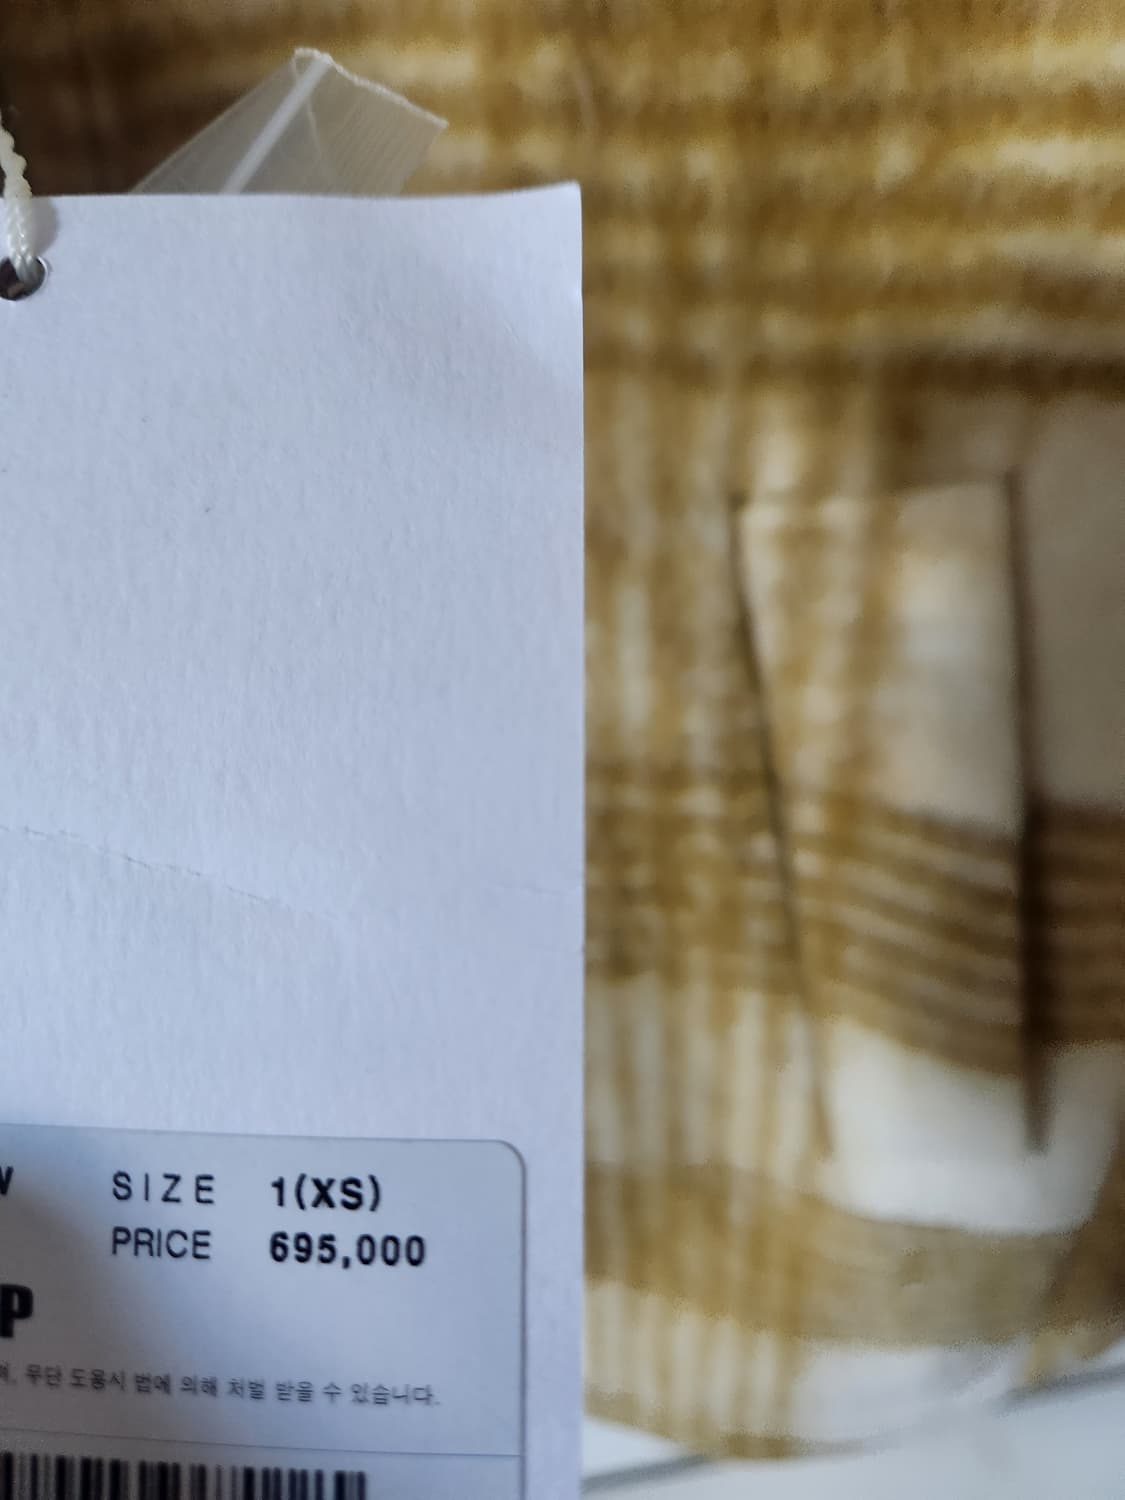 W SIZE 1(XS)
PRICE 695,000
P
며, 무단 도용시 법에 의해 처벌 받을 수 있습니다.